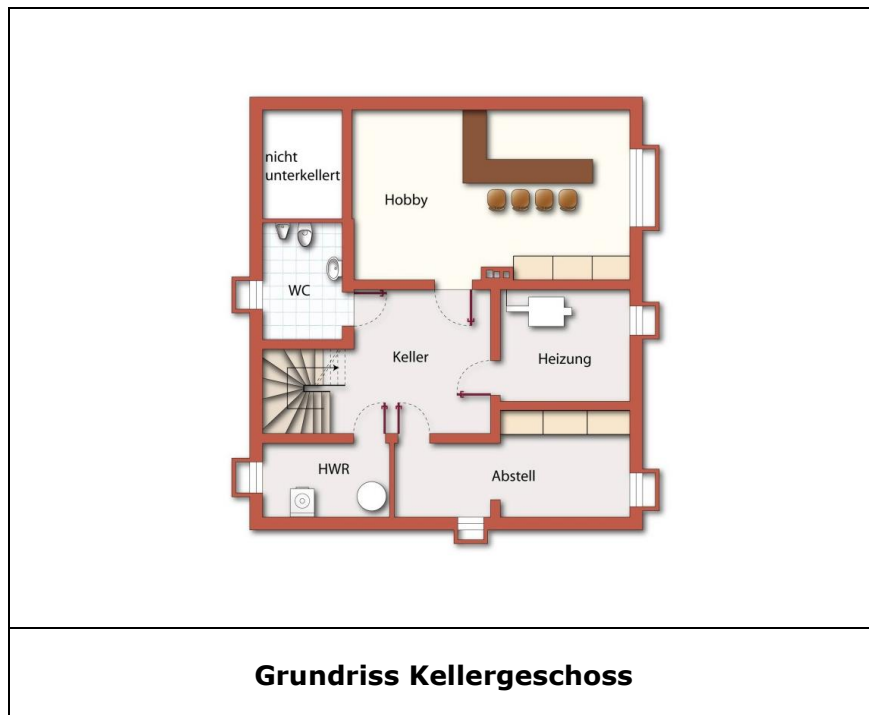 nicht
unterkellert
Hobby
WC
Keller
Heizung
HWR
Abstell
Grundriss Kellergeschoss